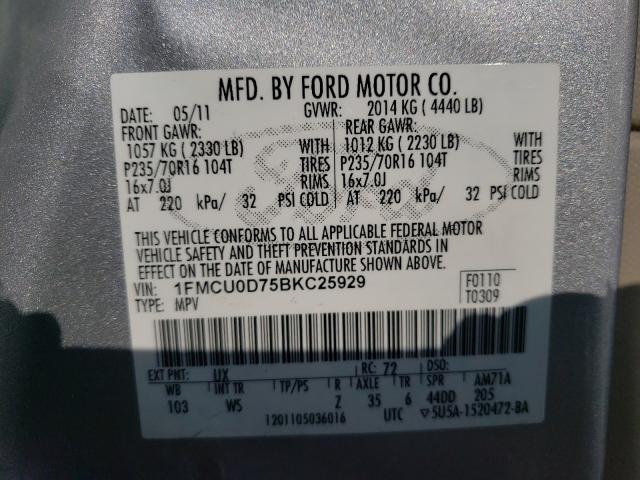 MFD. BY FORD MOTOR CO.
DATE: 05/11 GVWR: 2014 KG ( 4440 LB)
FRONT GAWR: REAR GAWR:
1057 KG ( 2330 LB) WITH 1012 KG ( 2230 LB) WITH
P235/70R16 104T TIRES P235/70R16 104T TIRES
16x7.0J RIMS 16x7.0J RIMS
AT 220 kPa/ 32 PSI COLD AT 220 kPa/ 32 PSI COLD
Ford
THIS VEHICLE CONFORMS TO ALL APPLICABLE FEDERAL MOTOR
VEHICLE SAFETY AND THEFT PREVENTION STANDARDS IN
EFFECT ON THE DATE OF MANUFACTURE SHOWN ABOVE.
VIN: 1FMCU0D75BKC25929 F0110
TYPE: MPV T0309
EXT PNT: UX RC: 72 DSO:
WB INT TR TP/PS R AXLE TR SPR AM71A
103 WS Z 35 6 44DD 205
1201105036016 UTC ▽5U5A-1520472-BA